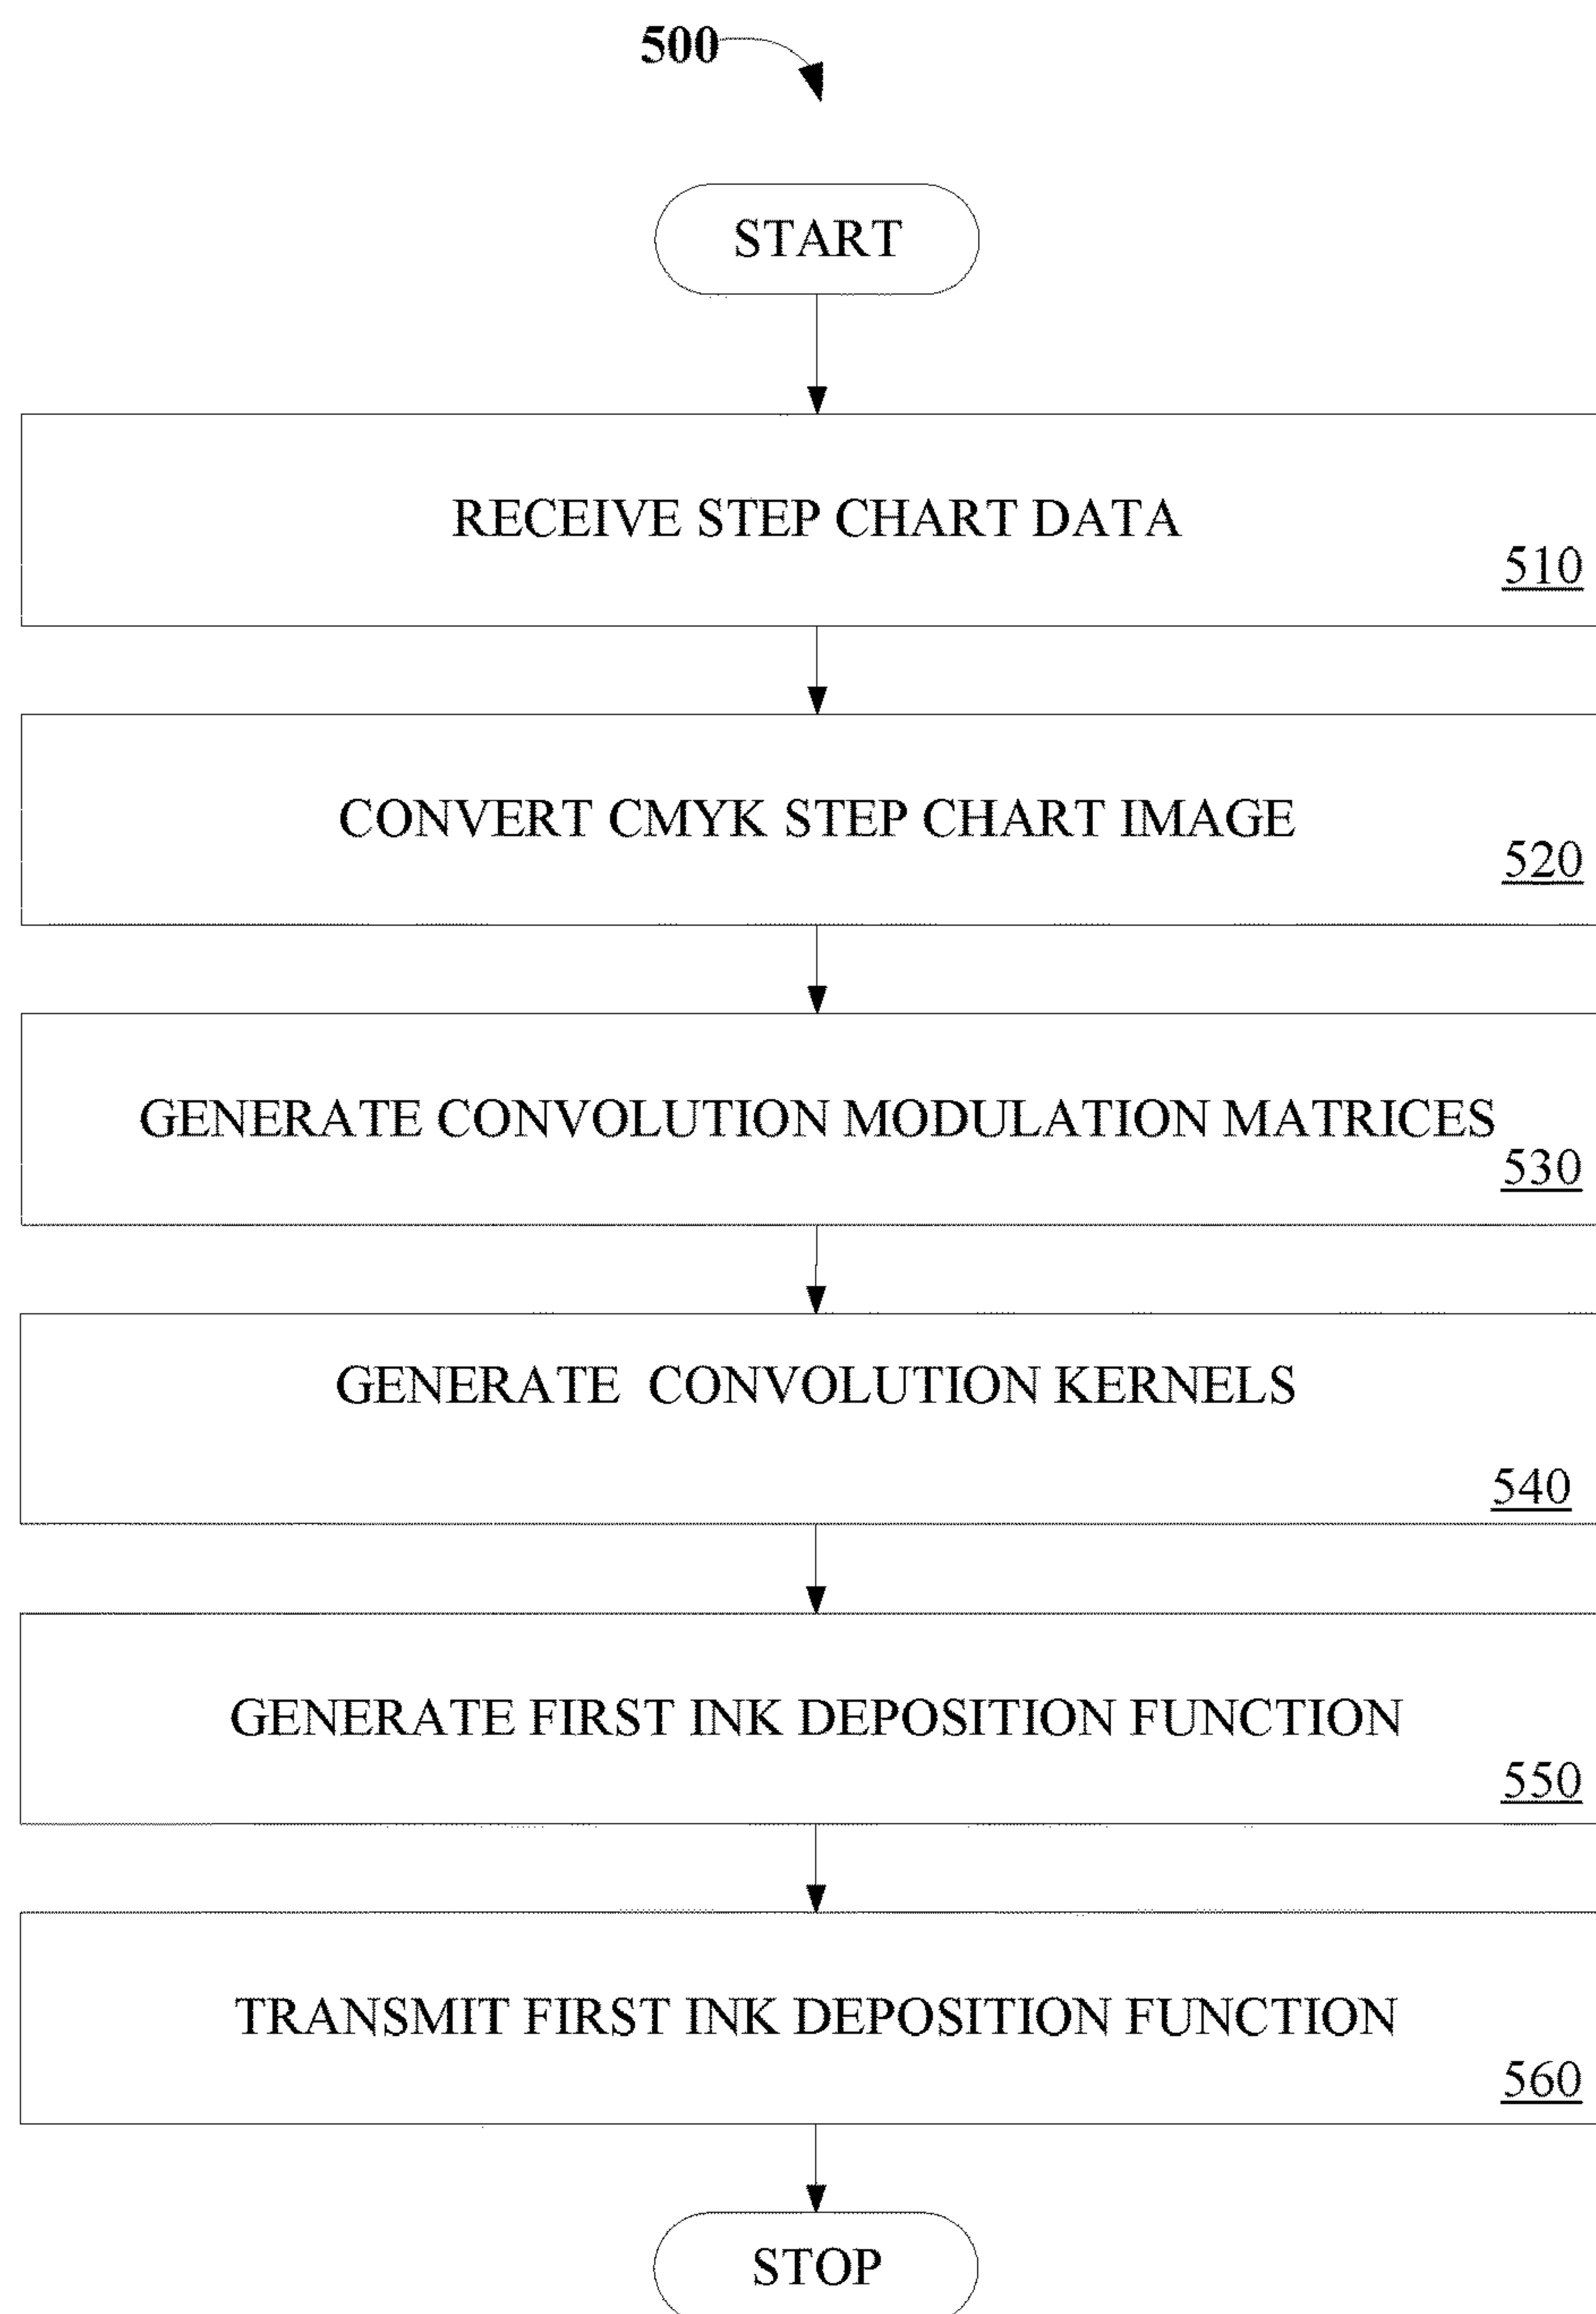 500
START
RECEIVE STEP CHART DATA
510
CONVERT CMYK STEP CHART IMAGE
520
GENERATE CONVOLUTION MODULATION MATRICES
530
GENERATE CONVOLUTION KERNELS
540
GENERATE FIRST INK DEPOSITION FUNCTION
550
TRANSMIT FIRST INK DEPOSITION FUNCTION
560
STOP